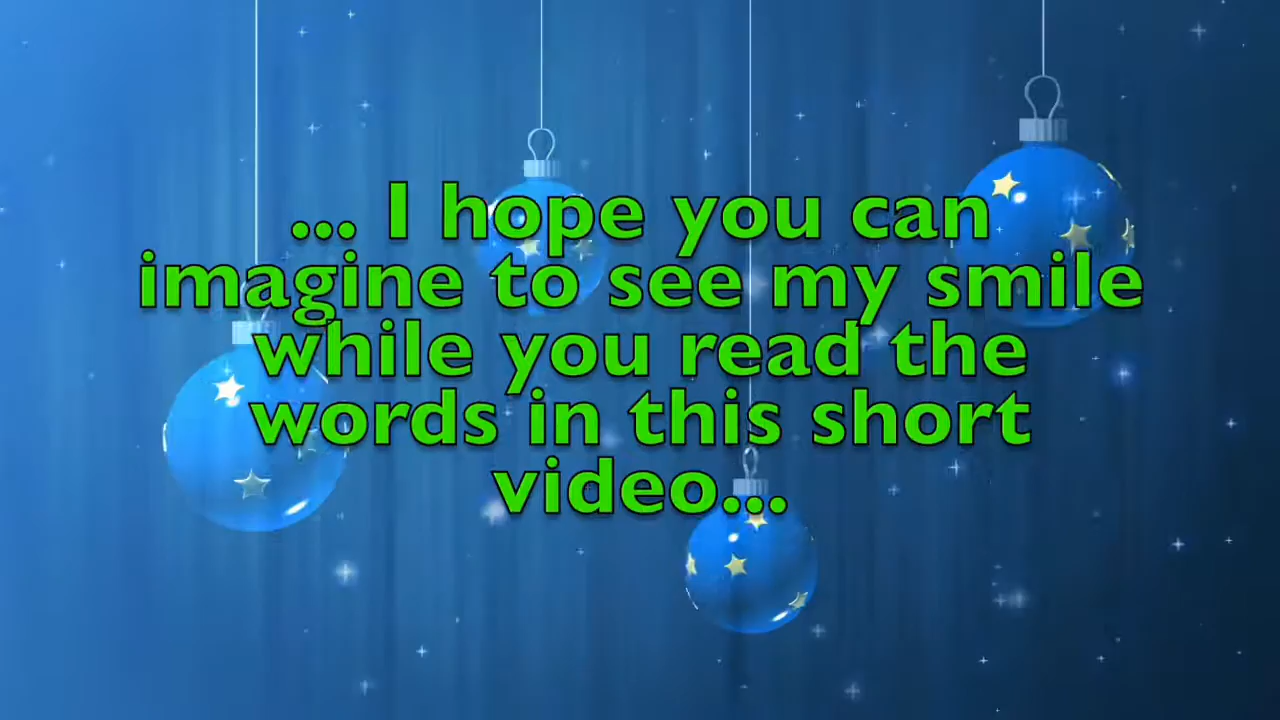 ... I hope you can
imagine to see my smile
while you read the
words in this short
video...